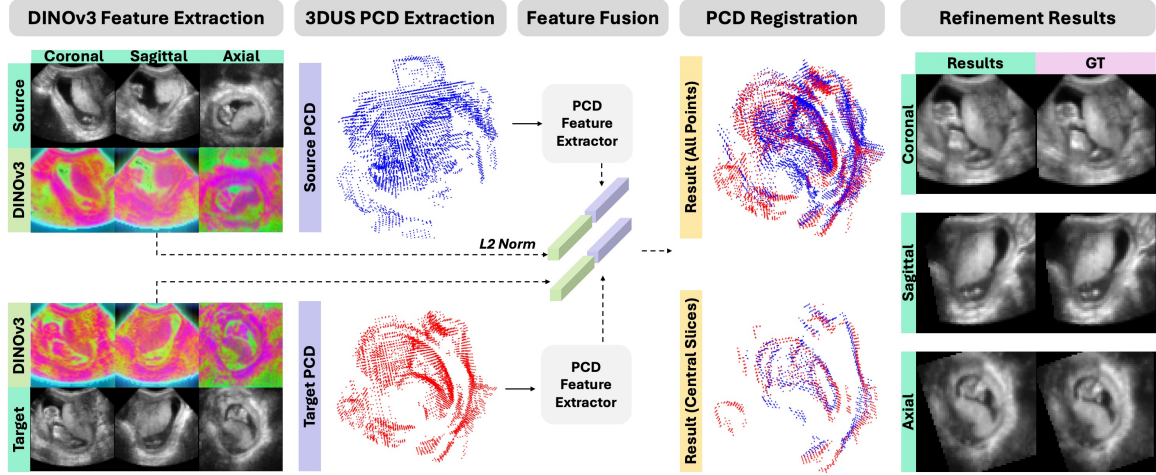 DINOv3 Feature Extraction
3DUS PCD Extraction
Feature Fusion
PCD Registration
Refinement Results
Coronal
Sagittal
Axial
Source
DINOv3
DINOv3
Target
Source PCD
Target PCD
PCD
Feature
Extractor
L2 Norm
PCD
Feature
Extractor
Result (All Points)
Result (Central Slices)
Results
GT
Coronal
Sagittal
Axial